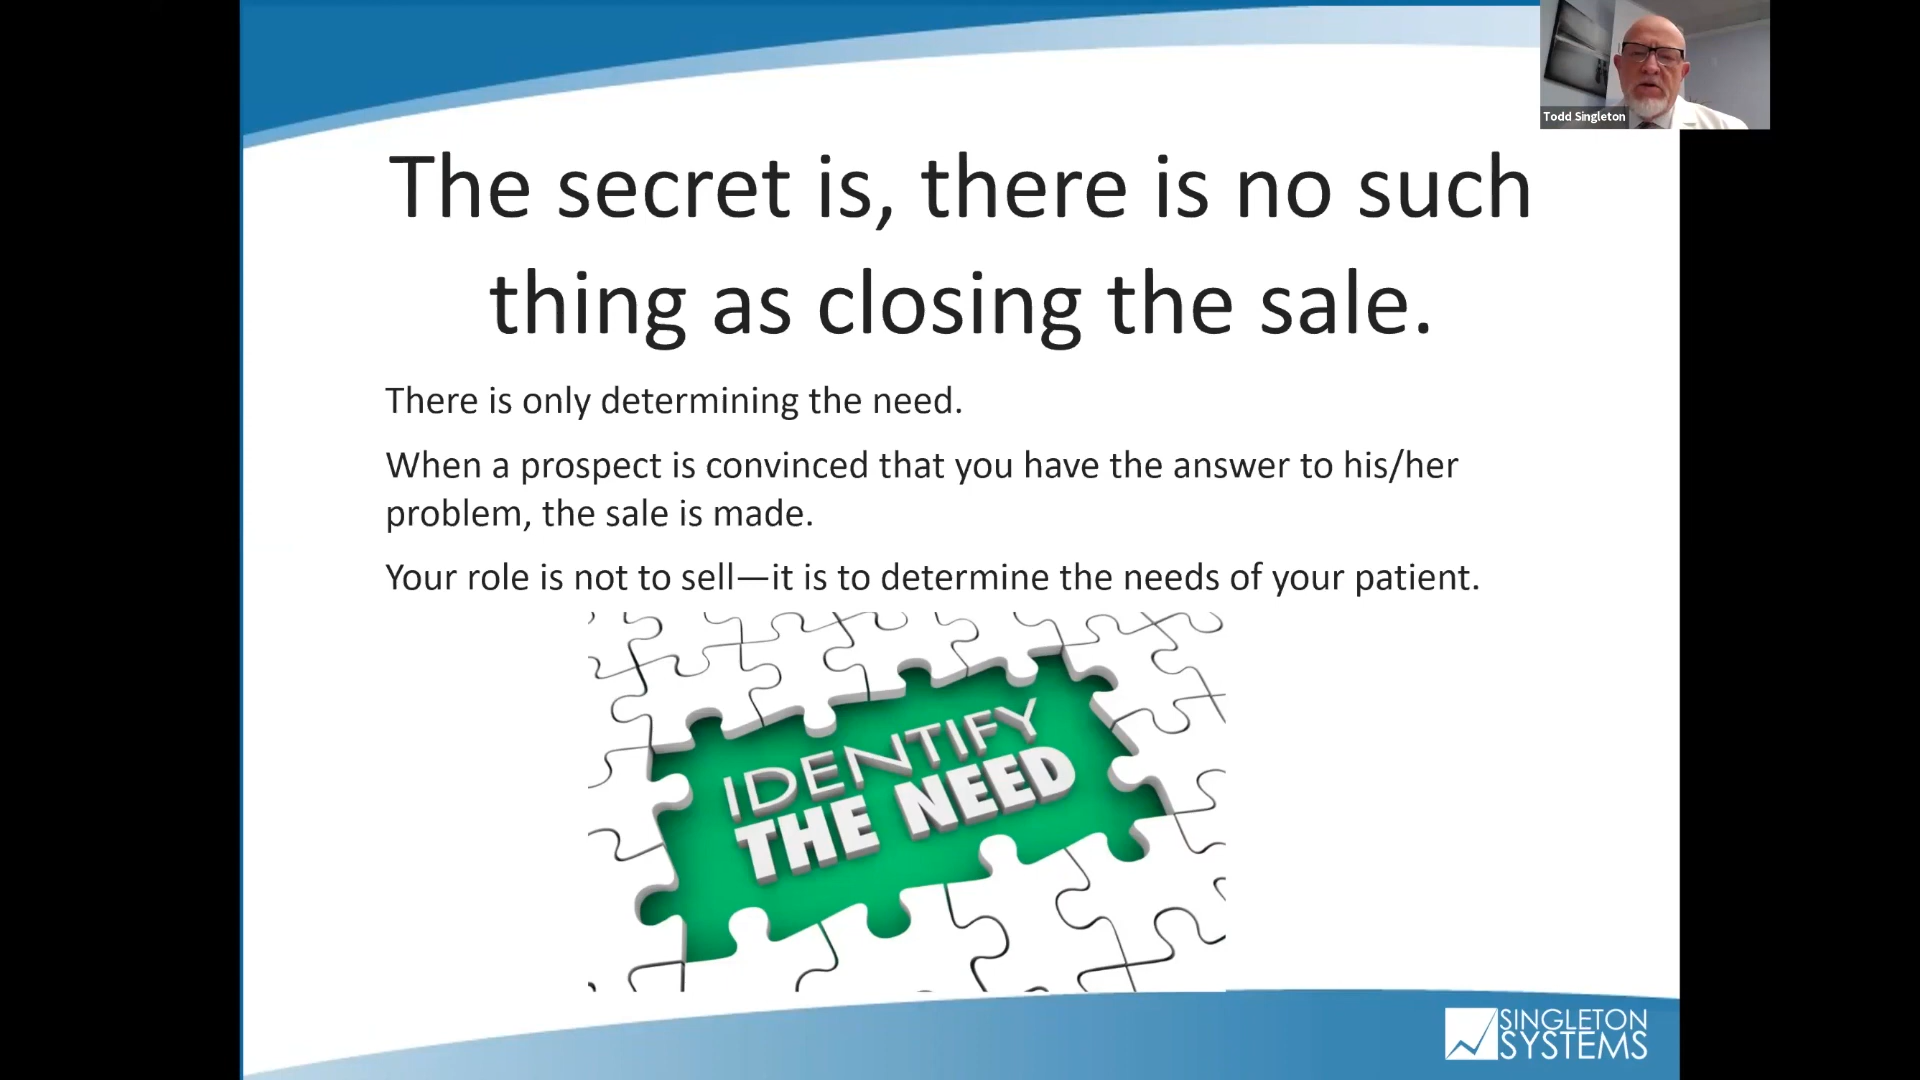 Todd Singleton
The secret is, there is no such
thing as closing the sale.
There is only determining the need.
When a prospect is convinced that you have the answer to his/her
problem, the sale is made.
Your role is not to sell—it is to determine the needs of your patient.
IDENTIFY
THE NEED
SINGLETON
SYSTEMS